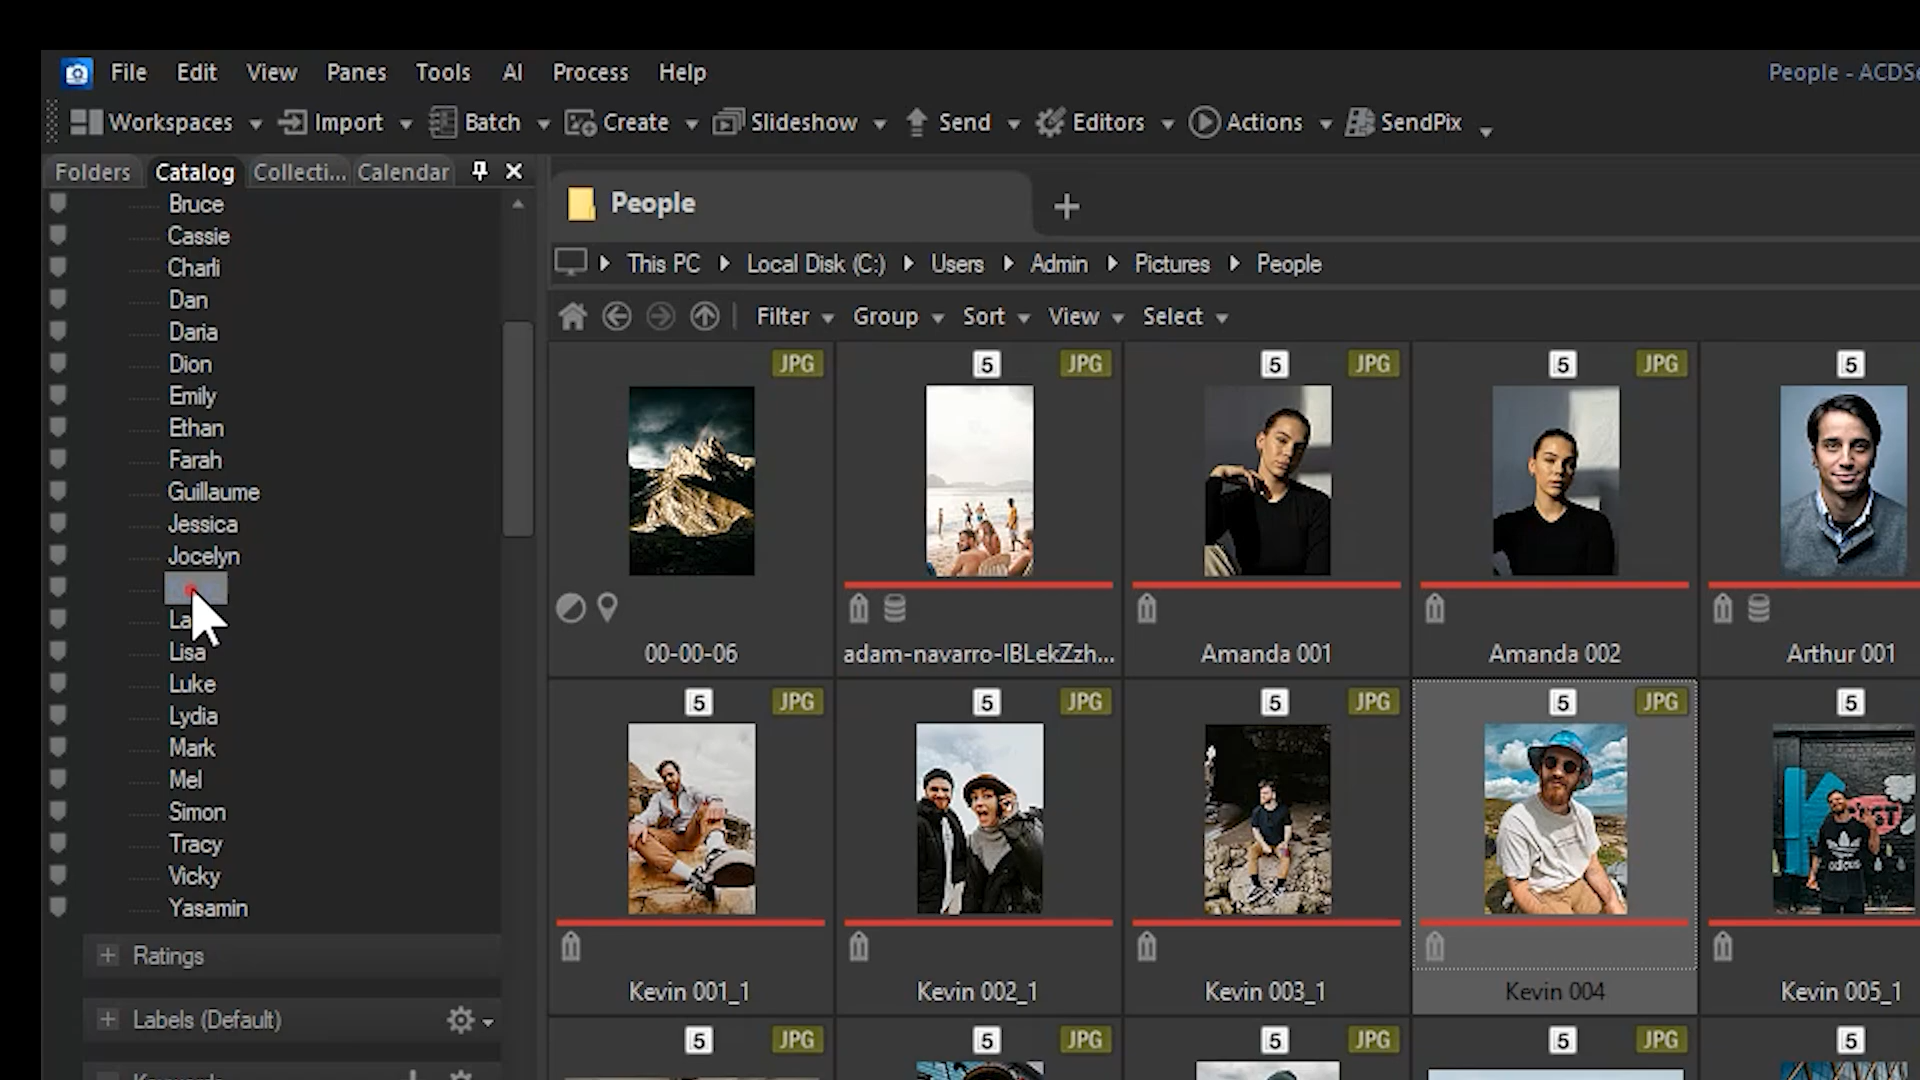 File Edit View Panes Tools AI Process Help
People - ACDSe
Workspaces Import Batch Create Slideshow Send Editors Actions SendPix
Folders Catalog Collecti... Calendar
People
This PC Local Disk (C:) Users Admin Pictures People
Filter Group Sort View Select
Bruce
Cassie
Charli
Dan
Daria
Dion
Emily
Ethan
Farah
Guillaume
Jessica
Jocelyn
Lisa
Luke
Lydia
Mark
Mel
Simon
Tracy
Vicky
Yasamin
Ratings
Labels (Default)
JPG 5 JPG 5 JPG 5 JPG 5
00-00-06 adam-navarro-IBLekZzh... Amanda 001 Amanda 002 Arthur 001
5 JPG 5 JPG 5 JPG 5 JPG 5
adidas
Kevin 001_1 Kevin 002_1 Kevin 003_1 Kevin 004 Kevin 005_1
5 JPG 5 JPG 5 JPG 5 JPG 5